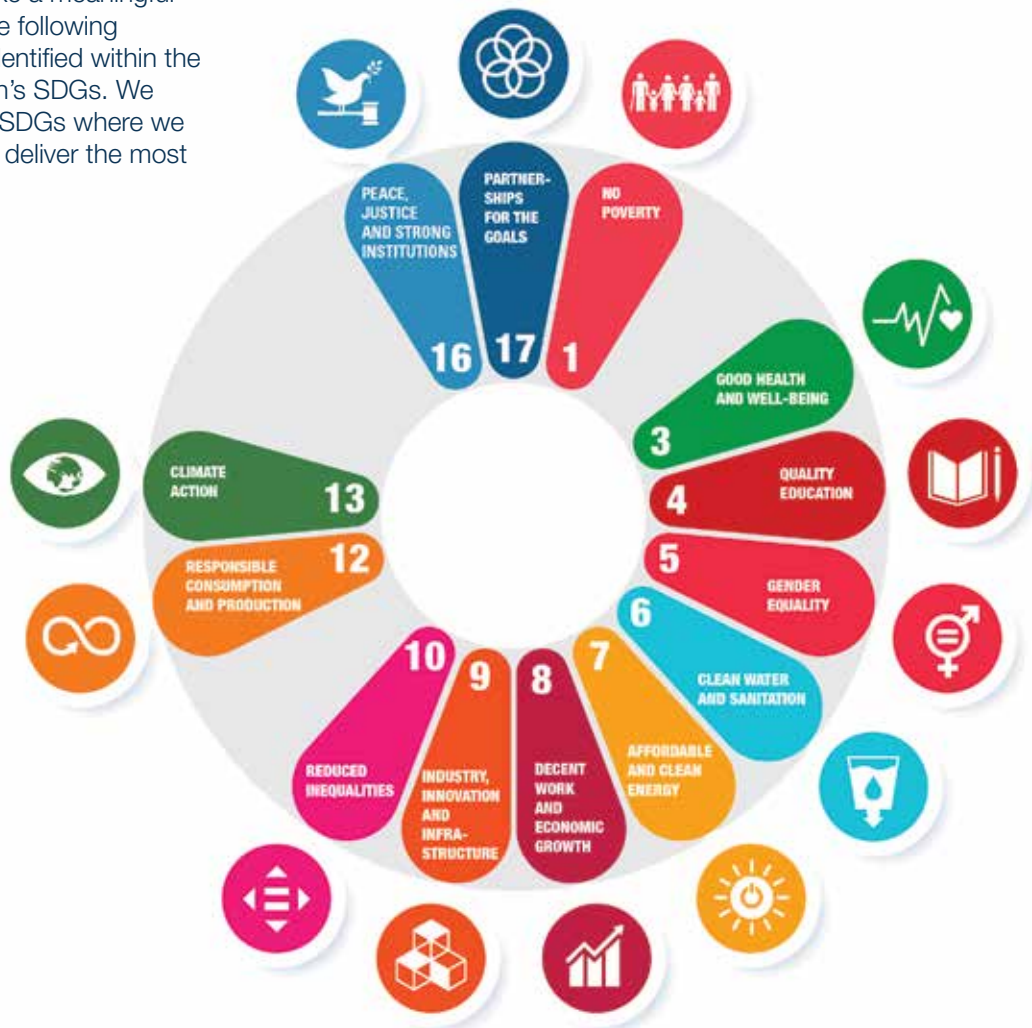 a meaningful
following
entified within the
n's SDGs. We
SDGs where we
deliver the most
PEACE,
JUSTICE
AND STRONG
INSTITUTIONS
16
PARTNER-
SHIPS
FOR THE
GOALS
17
NO
POVERTY
1
GOOD HEALTH
AND WELL-BEING
3
QUALITY
EDUCATION
4
GENDER
EQUALITY
5
CLEAN WATER
AND SANITATION
6
AFFORDABLE
AND CLEAN
ENERGY
7
DECENT
WORK
AND
ECONOMIC
GROWTH
8
INDUSTRY,
INNOVATION
AND
INFRA-
STRUCTURE
9
REDUCED
INEQUALITIES
10
RESPONSIBLE
CONSUMPTION
AND PRODUCTION
12
CLIMATE
ACTION
13